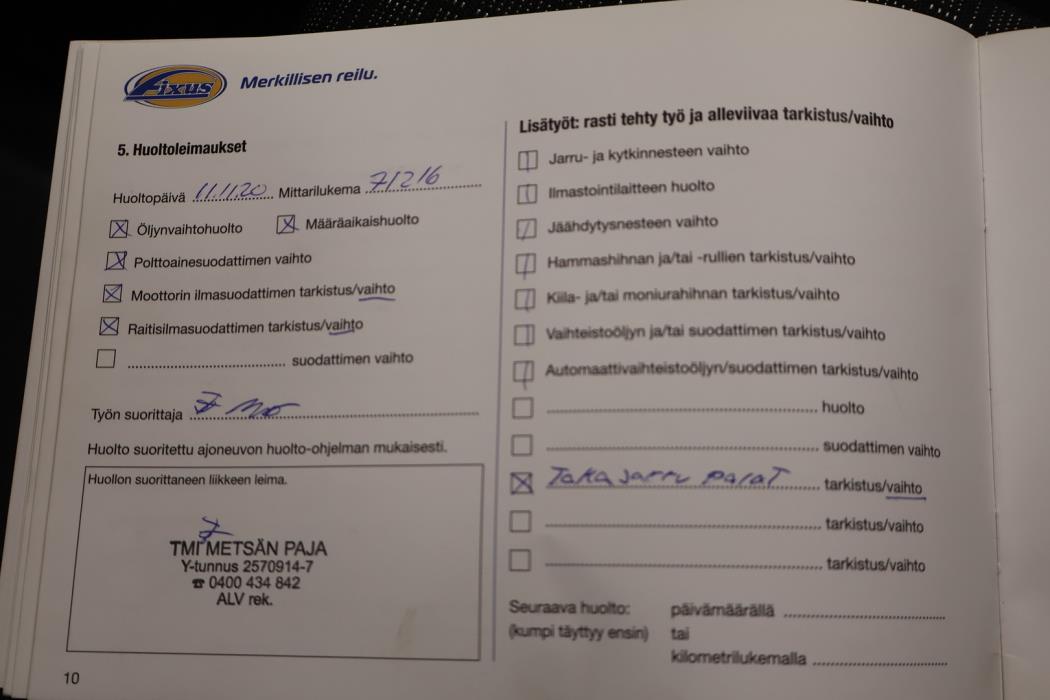 Fixus Merkillisen reilu.
5. Huoltoleimaukset
Huoltopäivä 11.11.20 Mittarilukema 71216
Öljynvaihtohuolto Määräaikaishuolto
Polttoainesuodattimen vaihto
Moottorin ilmasuodattimen tarkistus/vaihto
Raitisilmasuodattimen tarkistus/vaihto
suodattimen vaihto
Työn suorittaja
Huolto suoritettu ajoneuvon huolto-ohjelman mukaisesti.
Huollon suorittaneen liikkeen leima.
TMI METSÄN PAJA
Y-tunnus 2570914-7
☎ 0400 434 842
ALV rek.
10
Lisätyöt: rasti tehty työ ja alleviivaa tarkistus/vaihto
Jarru- ja kytkinnesteen vaihto
Ilmastointilaitteen huolto
Jäähdytysnesteen vaihto
Hammashihnan ja/tai -rullien tarkistus/vaihto
Kiila- ja/tai moniurahihnan tarkistus/vaihto
Vaihteistoöljyn ja/tai suodattimen tarkistus/vaihto
Automaattivaihteistoöljyn/suodattimen tarkistus/vaihto
huolto
suodattimen vaihto
Taka jarru palat tarkistus/vaihto
tarkistus/vaihto
tarkistus/vaihto
Seuraava huolto: päivämäärällä
(kumpi täyttyy ensin) tai
kilometrilukemalla